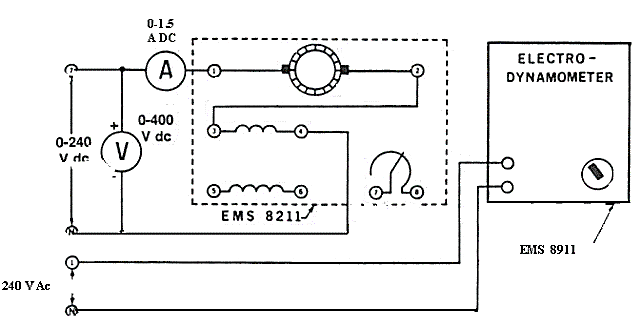 0-1.5
A DC
ELECTRO-
DYNAMOMETER
7
A
1
2
+
0-400
V dc
3
4
0-240
V dc
V
-
5
6
7
8
EMS 8211
N
EMS 8911
1
240 V Ac
N